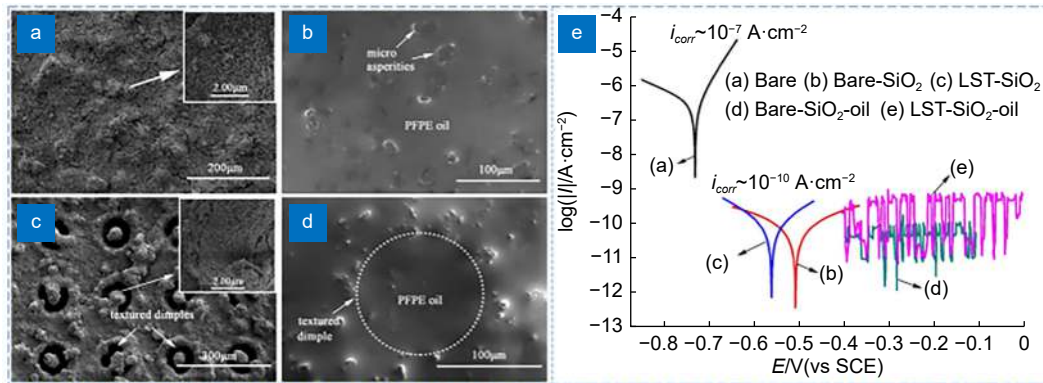 a
2.00μm
200μm
b
micro
asperities
PFPE oil
100μm
c
2.00μm
textured dimples
100μm
d
PFPE oil
textured
dimple
100μm
e
log(|I|/A·cm−2)
−4
−5
−6
−7
−8
−9
−10
−11
−12
−13
icorr~10−7 A·cm−2
(a) Bare (b) Bare-SiO2 (c) LST-SiO2
(d) Bare-SiO2-oil (e) LST-SiO2-oil
(a)
icorr~10−10 A·cm−2
(e)
(c)
(b)
(d)
−0.8 −0.7 −0.6 −0.5 −0.4 −0.3 −0.2 −0.1 0
E/V(vs SCE)